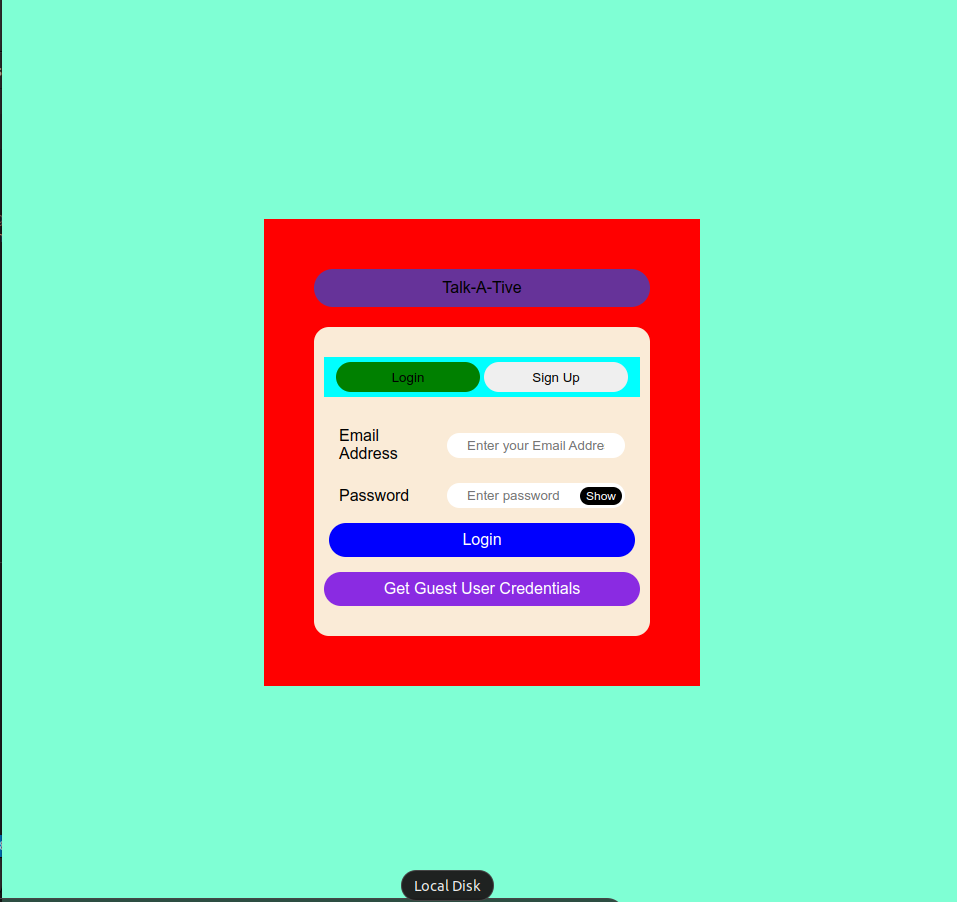 Talk-A-Tive
Login
Sign Up
Email
Address
Enter your Email Addre
Password
Enter password
Show
Login
Get Guest User Credentials
Local Disk